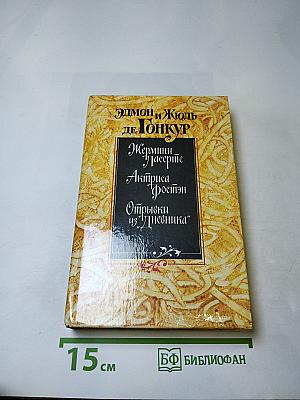 Эдмон и Жюль
де Гонкур
Жермини
Ласерте
Актриса
Фостэн
Отрывки
из "Дневника"
15 см
БФ БИБЛИОФАН